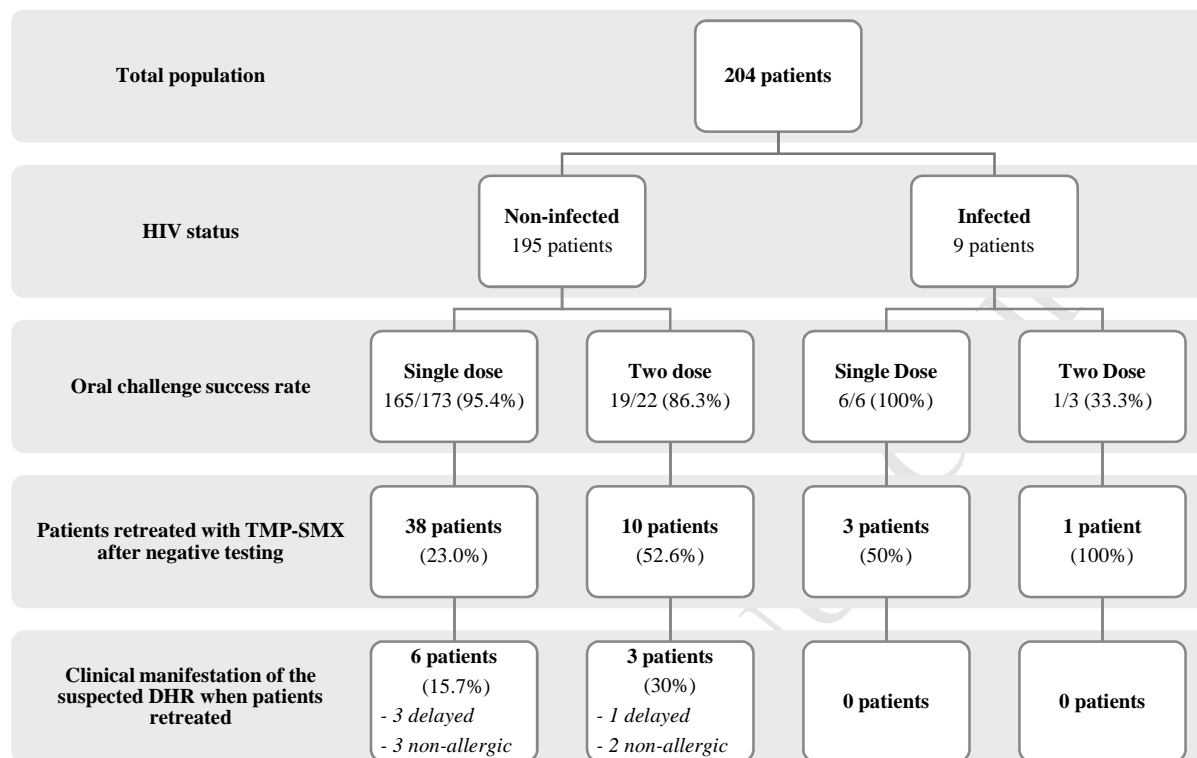 Total population
204 patients
HIV status
Non-infected
195 patients
Infected
9 patients
Oral challenge success rate
Single dose
165/173 (95.4%)
Two dose
19/22 (86.3%)
Single Dose
6/6 (100%)
Two Dose
1/3 (33.3%)
Patients retreated with TMP-SMX
after negative testing
38 patients
(23.0%)
10 patients
(52.6%)
3 patients
(50%)
1 patient
(100%)
Clinical manifestation of the
suspected DHR when patients
retreated
6 patients
(15.7%)
- 3 delayed
- 3 non-allergic
3 patients
(30%)
- 1 delayed
- 2 non-allergic
0 patients
0 patients